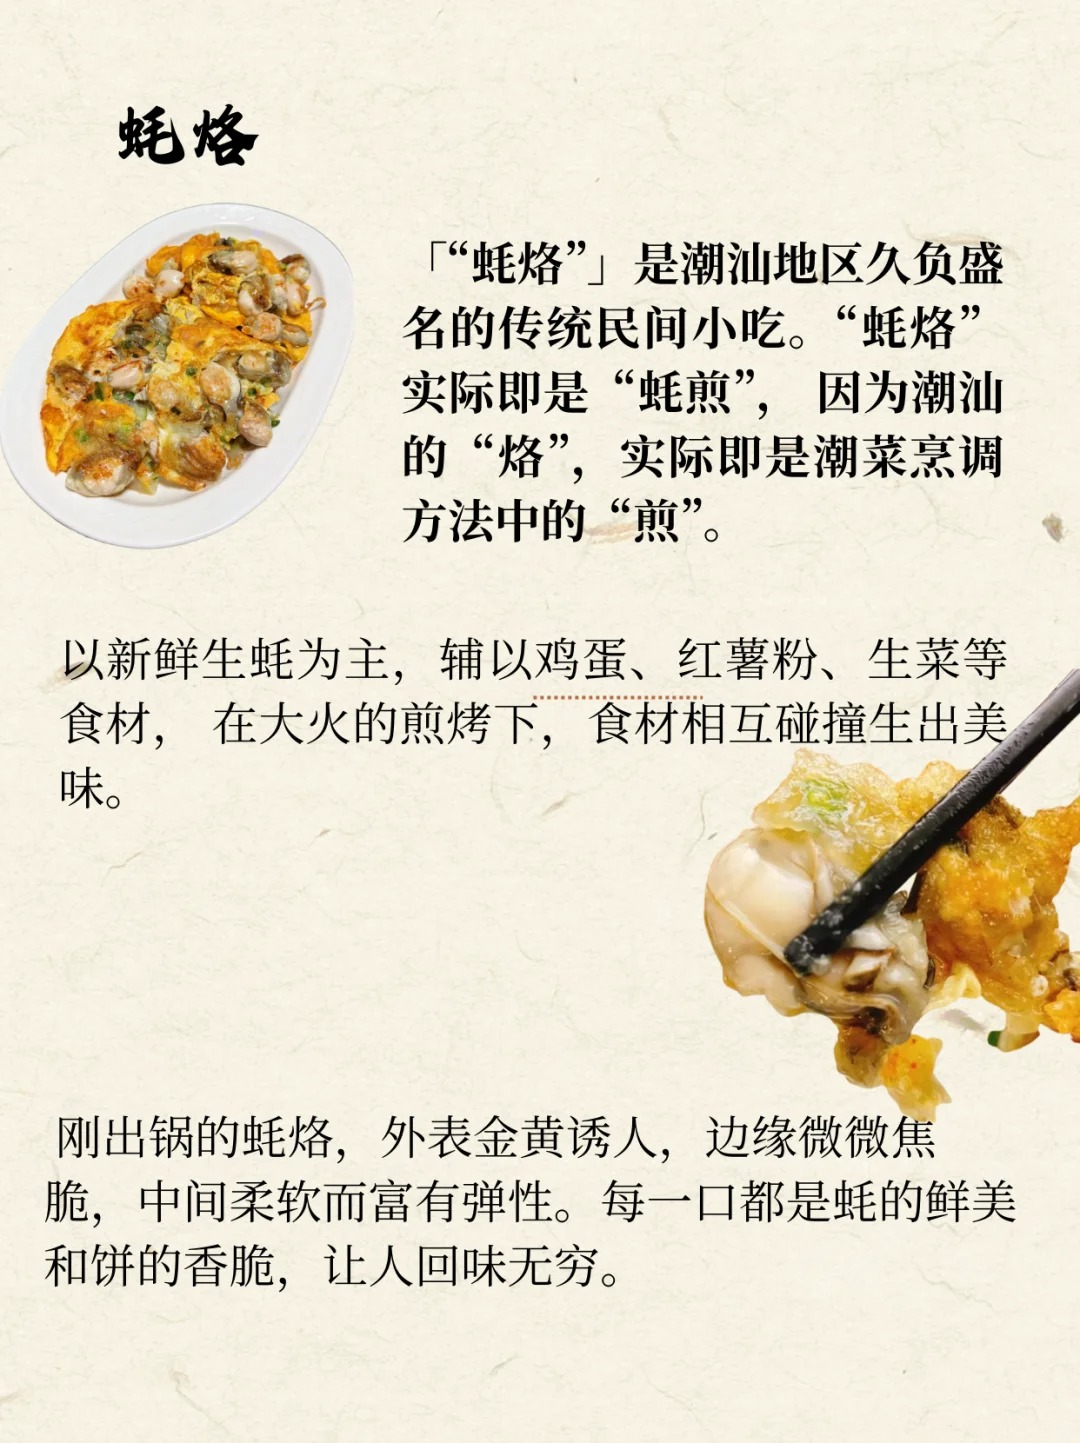 蚝烙
「“蚝烙”」是潮汕地区久负盛
名的传统民间小吃。“蚝烙”
实际即是“蚝煎”， 因为潮汕
的“烙”，实际即是潮菜烹调
方法中的“煎”。
以新鲜生蚝为主，辅以鸡蛋、红薯粉、生菜等
食材， 在大火的煎烤下，食材相互碰撞生出美
味。
刚出锅的蚝烙，外表金黄诱人，边缘微微焦
脆，中间柔软而富有弹性。每一口都是蚝的鲜美
和饼的香脆，让人回味无穷。